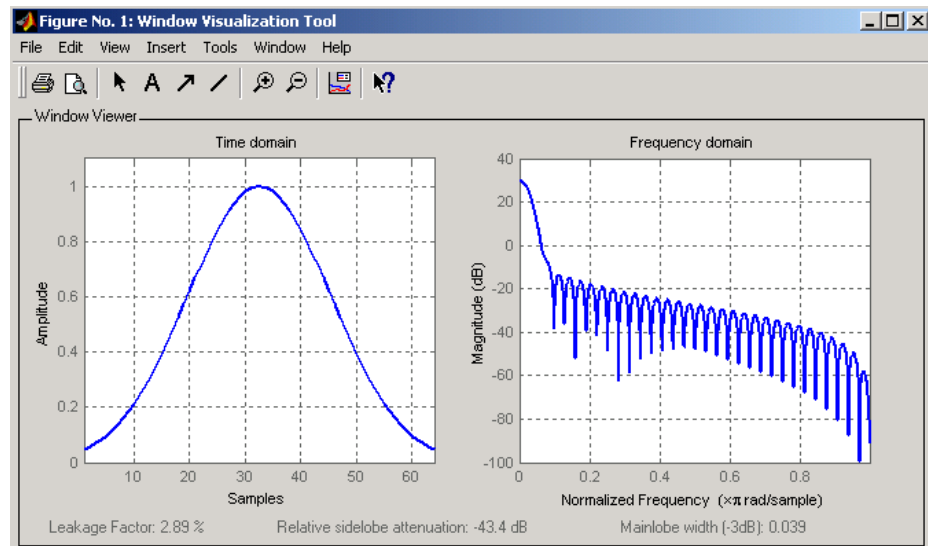 Figure No. 1: Window Visualization Tool
File Edit View Insert Tools Window Help
A
Window Viewer
Time domain
1
0.8
0.6
0.4
0.2
0
10 20 30 40 50 60
Amplitude
Samples
Frequency domain
40
20
0
-20
-40
-60
-80
-100
0 0.2 0.4 0.6 0.8
Magnitude (dB)
Normalized Frequency (×π rad/sample)
Leakage Factor: 2.89 % Relative sidelobe attenuation: -43.4 dB Mainlobe width (-3dB): 0.039